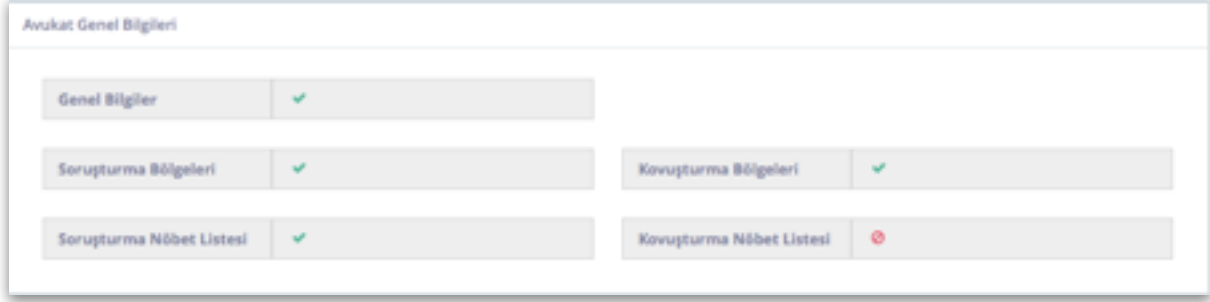 Avukat Genel Bilgileri
Genel Bilgiler
Soruşturma Bölgeleri
Kovuşturma Bölgeleri
Soruşturma Nöbet Listesi
Kovuşturma Nöbet Listesi